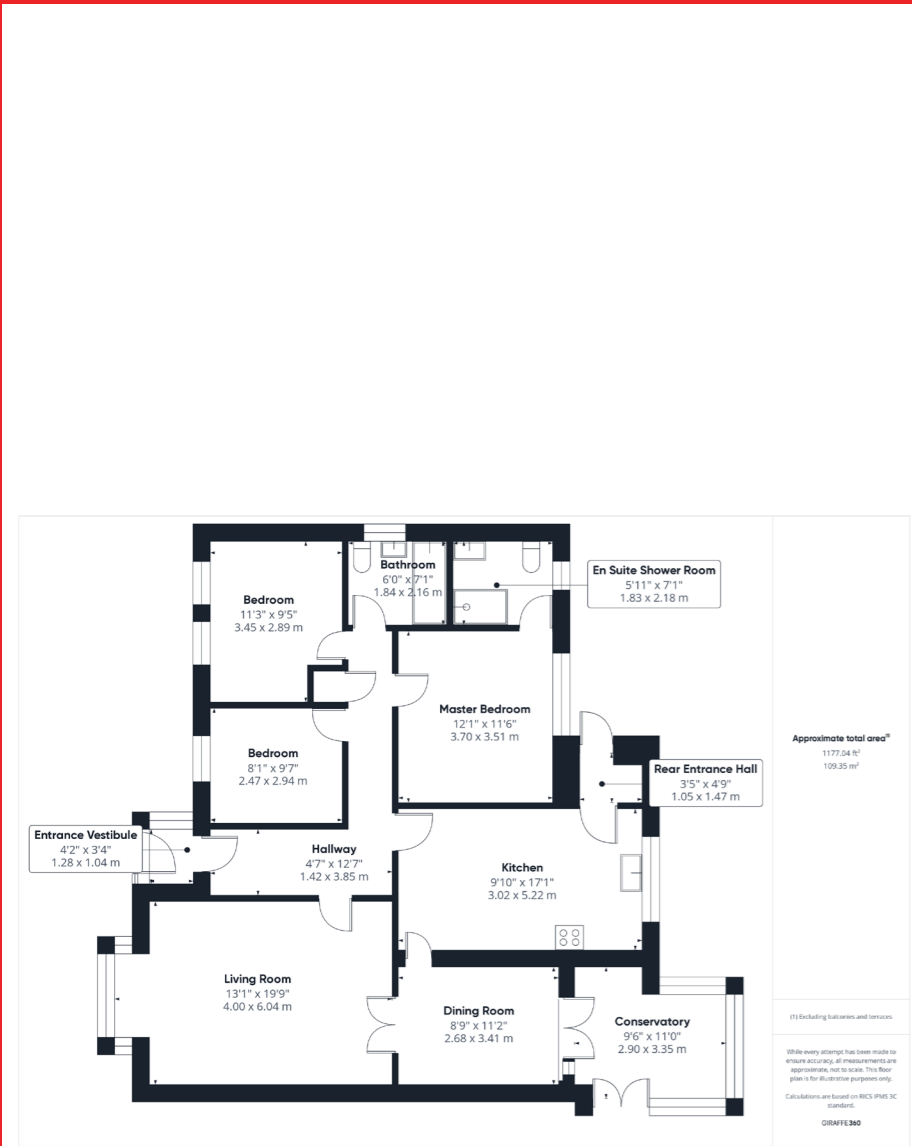 Bathroom
6'0" x 7'1"
1.84 x 2.16 m
En Suite Shower Room
5'11" x 7'1"
1.83 x 2.18 m
Bedroom
11'3" x 9'5"
3.45 x 2.89 m
Master Bedroom
12'1" x 11'6"
3.70 x 3.51 m
Bedroom
8'1" x 9'7"
2.47 x 2.94 m
Rear Entrance Hall
3'5" x 4'9"
1.05 x 1.47 m
Entrance Vestibule
4'2" x 3'4"
1.28 x 1.04 m
Hallway
4'7" x 12'7"
1.42 x 3.85 m
Kitchen
9'10" x 17'1"
3.02 x 5.22 m
Living Room
13'1" x 19'9"
4.00 x 6.04 m
Dining Room
8'9" x 11'2"
2.68 x 3.41 m
Conservatory
9'6" x 11'0"
2.90 x 3.35 m
Approximate total area⁽¹⁾
1177.04 ft²
109.35 m²
(1) Excluding balconies and terraces
While every attempt has been made to
ensure accuracy, all measurements are
approximate, not to scale. This floor
plan is for illustrative purposes only.
Calculations are based on RICS IPMS 3C
standard.
GIRAFFE360